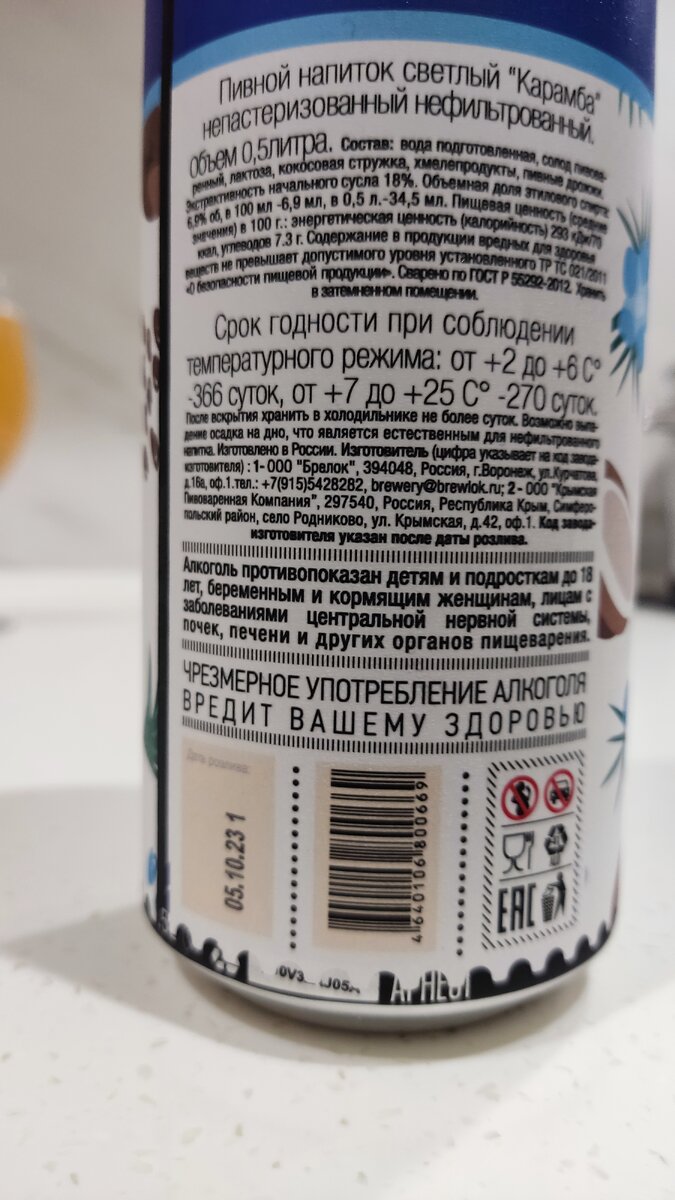 Пивной напиток светлый "Карамба"
непастеризованный нефильтрованный.
Объем 0,5литра. Состав: вода подготовленная, солод пивова-
ренный, лактоза, кокосовая стружка, хмелепродукты, пивные дрожжи.
Экстрактивность начального сусла 18%. Объемная доля этилового спирта
6,9% об, в 100 мл -6,9 мл, в 0,5 л.-34,5 мл. Пищевая ценность (средние
значения) в 100 г.: энергетическая ценность (калорийность) 293 кДж/70
ккал, углеводов 7.3 г. Содержание в продукции вредных для здоровья
веществ не превышает допустимого уровня установленного ТР ТС 021/2011
«О безопасности пищевой продукции». Сварено по ГОСТ Р 55292-2012. Хранить
в затемненном помещении.
Срок годности при соблюдении
температурного режима: от +2 до +6 С°
-366 суток, от +7 до +25 С° -270 суток.
После вскрытия хранить в холодильнике не более суток. Возможно выпа-
дение осадка на дно, что является естественным для нефильтрованного
напитка. Изготовлено в России. Изготовитель (цифра указывает на код завода-
изготовителя) : 1- ООО "Бралок", 394048, Россия, г.Воронеж, ул.Курчатова,
д.16а, оф.1.тел.: +7(915)5428282, brewery@brewlok.ru; 2 - ООО "Крымская
Пивоваренная Компания", 297540, Россия, Республика Крым, Симферо-
польский район, село Родниково, ул. Крымская, д.42, оф.1. Код завода-
изготовителя указан после даты розлива.
Алкоголь противопоказан детям и подросткам до 18
лет, беременным и кормящим женщинам, лицам с
заболеваниями центральной нервной системы,
почек, печени и других органов пищеварения.
ЧРЕЗМЕРНОЕ УПОТРЕБЛЕНИЕ АЛКОГОЛЯ
ВРЕДИТ ВАШЕМУ ЗДОРОВЬЮ
Дата розлива:
05.10.23 1
4 640106 800669
EAC